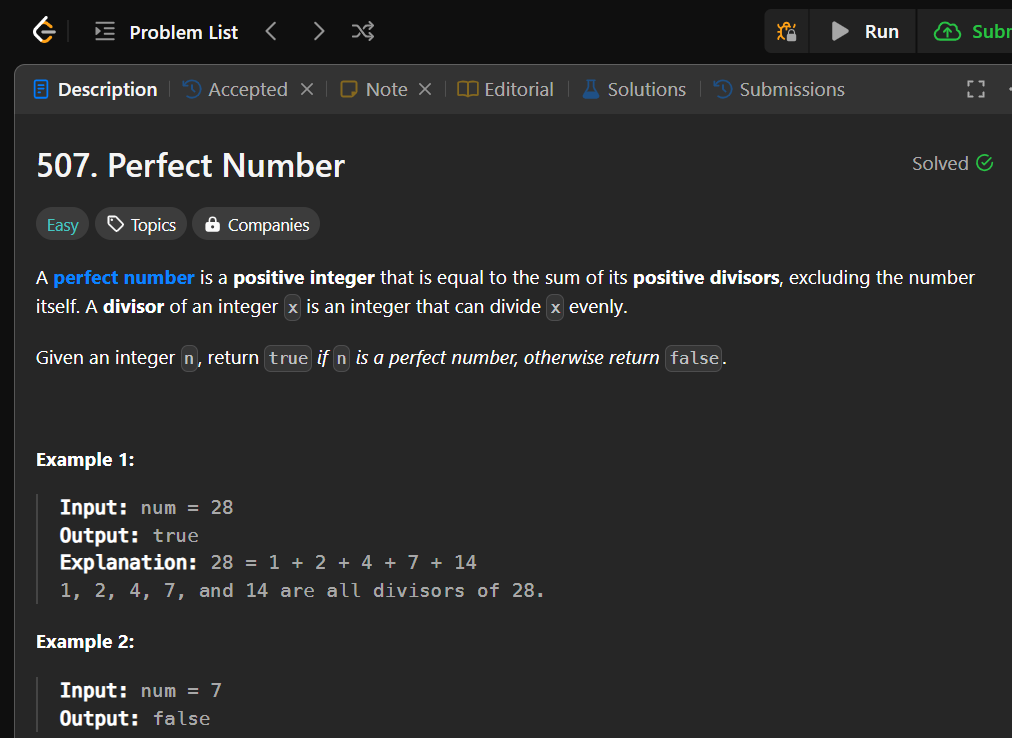 Problem List
Run
Subm
Description
Accepted
Note
Editorial
Solutions
Submissions
507. Perfect Number
Solved
Easy
Topics
Companies
A perfect number is a positive integer that is equal to the sum of its positive divisors, excluding the number
itself. A divisor of an integer x is an integer that can divide x evenly.
Given an integer n, return true if n is a perfect number, otherwise return false.
Example 1:
Input: num = 28
Output: true
Explanation: 28 = 1 + 2 + 4 + 7 + 14
1, 2, 4, 7, and 14 are all divisors of 28.
Example 2:
Input: num = 7
Output: false